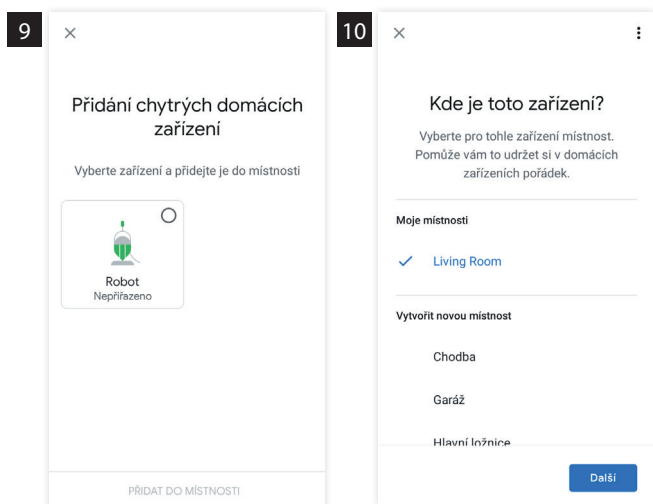 9
Přidání chytrých domácích
zařízení
Vyberte zařízení a přidejte je do místnosti
Robot
Nepřiřazeno
PŘIDAT DO MÍSTNOSTI
10
Kde je toto zařízení?
Vyberte pro tohle zařízení místnost.
Pomůže vám to udržet si v domácích
zařízeních pořádek.
Moje místnosti
Living Room
Vytvořit novou místnost
Chodba
Garáž
Hlavní ložnice
Další